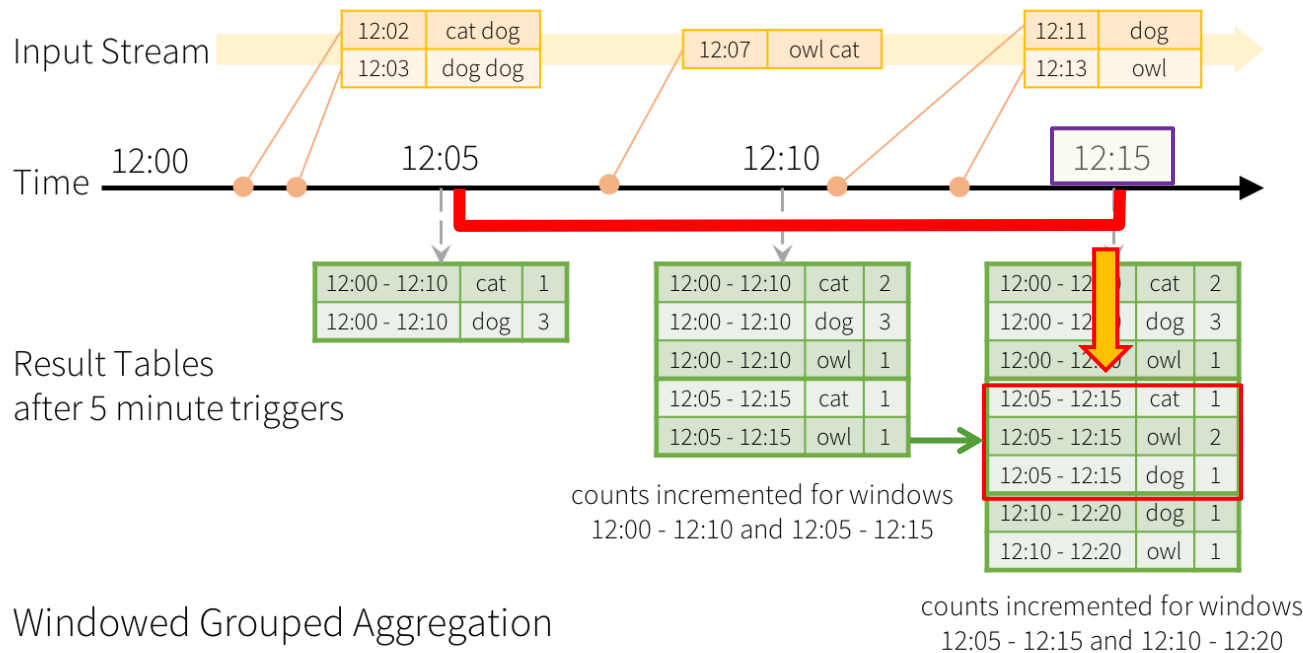 Input Stream
12:02 cat dog
12:03 dog dog
12:07 owl cat
12:11 dog
12:13 owl
Time
12:00
12:05
12:10
12:15
Result Tables
after 5 minute triggers
12:00 - 12:10 cat 1
12:00 - 12:10 dog 3
12:00 - 12:10 cat 2
12:00 - 12:10 dog 3
12:00 - 12:10 owl 1
12:05 - 12:15 cat 1
12:05 - 12:15 owl 1
counts incremented for windows
12:00 - 12:10 and 12:05 - 12:15
12:00 - cat 2
12:00 - dog 3
12:00 - owl 1
12:05 - 12:15 cat 1
12:05 - 12:15 owl 2
12:05 - 12:15 dog 1
12:10 - 12:20 dog 1
12:10 - 12:20 owl 1
counts incremented for windows
12:05 - 12:15 and 12:10 - 12:20
Windowed Grouped Aggregation